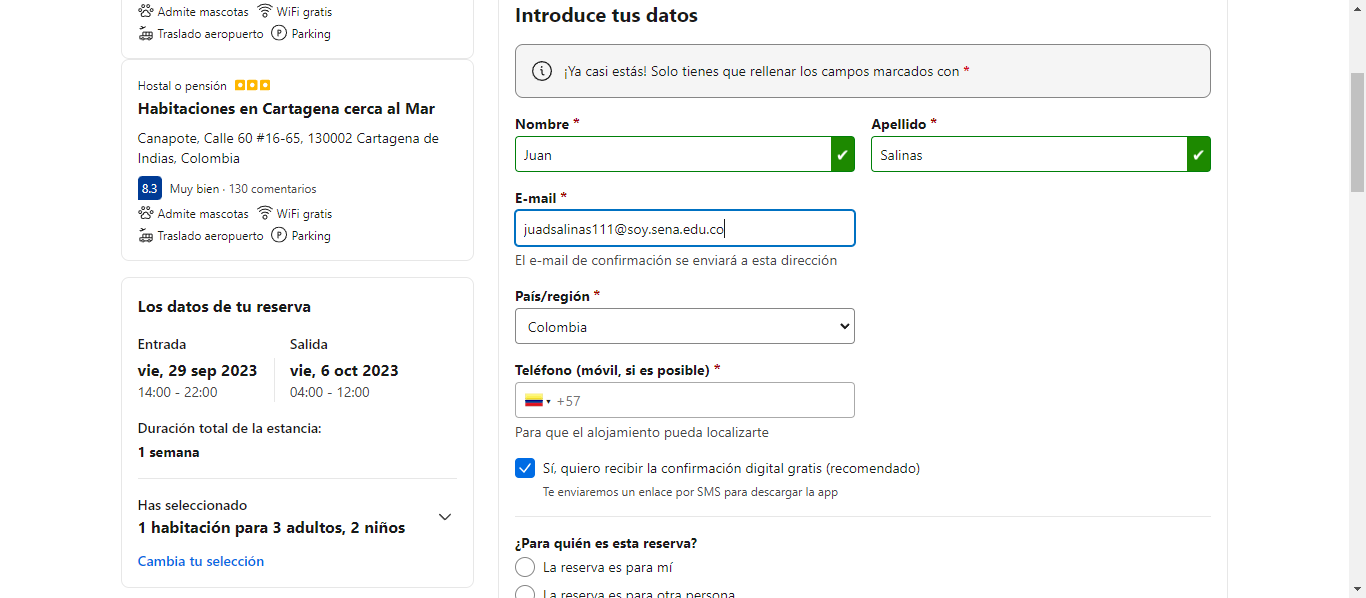 Admite mascotas WiFi gratis
Traslado aeropuerto P Parking
Hostal o pensión
Habitaciones en Cartagena cerca al Mar
Canapote, Calle 60 #16-65, 130002 Cartagena de
Indias, Colombia
8.3 Muy bien · 130 comentarios
Admite mascotas WiFi gratis
Traslado aeropuerto P Parking
Los datos de tu reserva
Entrada Salida
vie, 29 sep 2023 vie, 6 oct 2023
14:00 - 22:00 04:00 - 12:00
Duración total de la estancia:
1 semana
Has seleccionado
1 habitación para 3 adultos, 2 niños
Cambia tu selección
Introduce tus datos
¡Ya casi estás! Solo tienes que rellenar los campos marcados con *
Nombre * Apellido *
Juan Salinas
E-mail *
juadsalinas111@soy.sena.edu.co
El e-mail de confirmación se enviará a esta dirección
País/región *
Colombia
Teléfono (móvil, si es posible) *
+57
Para que el alojamiento pueda localizarte
Sí, quiero recibir la confirmación digital gratis (recomendado)
Te enviaremos un enlace por SMS para descargar la app
¿Para quién es esta reserva?
La reserva es para mí
La reserva es para otra persona